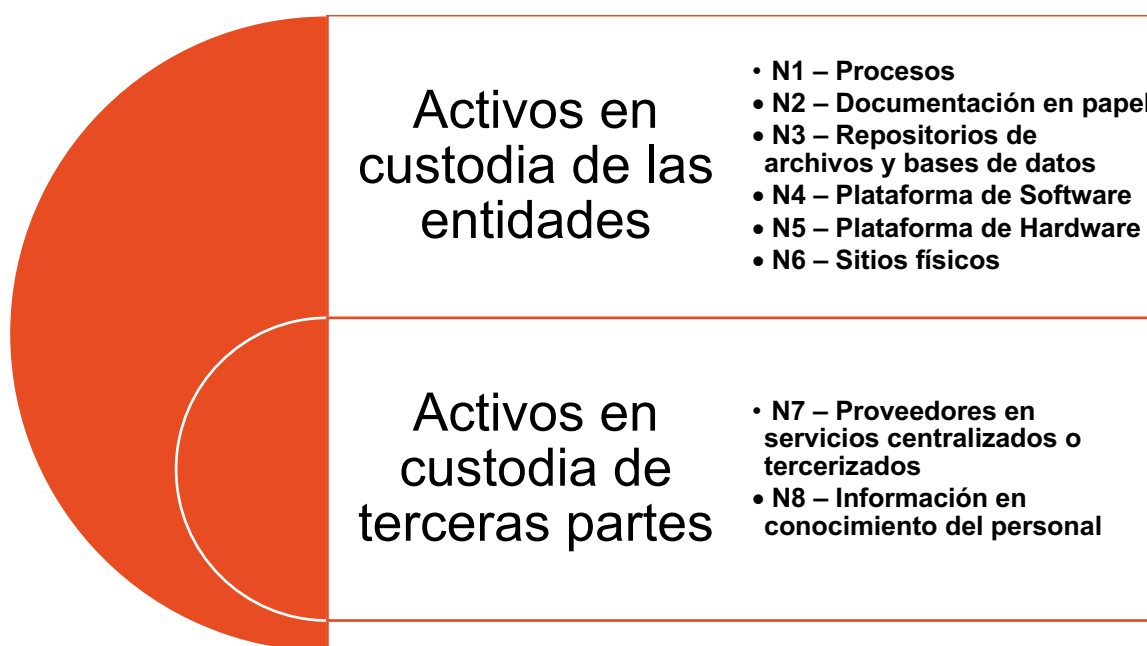 Activos en
custodia de las
entidades
• N1 – Procesos
• N2 – Documentación en papel
• N3 – Repositorios de
archivos y bases de datos
• N4 – Plataforma de Software
• N5 – Plataforma de Hardware
• N6 – Sitios físicos
Activos en
custodia de
terceras partes
• N7 – Proveedores en
servicios centralizados o
tercerizados
• N8 – Información en
conocimiento del personal